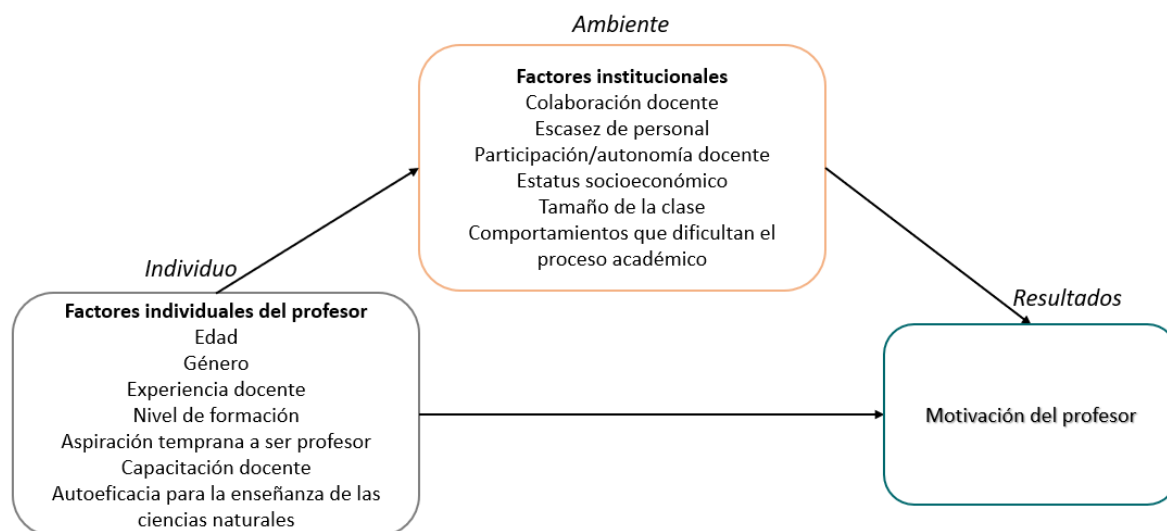 Ambiente
Factores institucionales
Colaboración docente
Escasez de personal
Participación/autonomía docente
Estatus socioeconómico
Tamaño de la clase
Comportamientos que dificultan el
proceso académico
Individuo
Factores individuales del profesor
Edad
Género
Experiencia docente
Nivel de formación
Aspiración temprana a ser profesor
Capacitación docente
Autoeficacia para la enseñanza de las
ciencias naturales
Resultados
Motivación del profesor